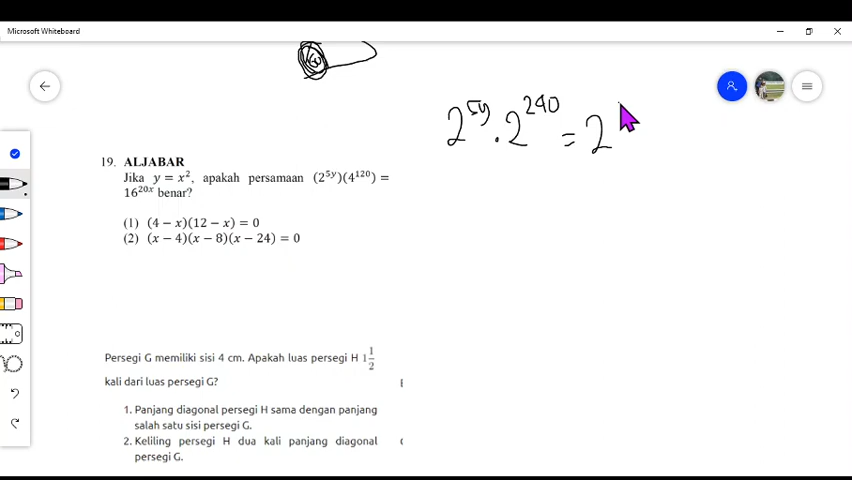 Microsoft Whiteboard
2^{5y} . 2^{240} = 2
19. ALJABAR
Jika y = x², apakah persamaan (2^{5y})(4^{120}) =
16^{20x} benar?
(1) (4 − x)(12 − x) = 0
(2) (x − 4)(x − 8)(x − 24) = 0
Persegi G memiliki sisi 4 cm. Apakah luas persegi H 1 1/2
kali dari luas persegi G?
1. Panjang diagonal persegi H sama dengan panjang
salah satu sisi persegi G.
2. Keliling persegi H dua kali panjang diagonal
persegi G.